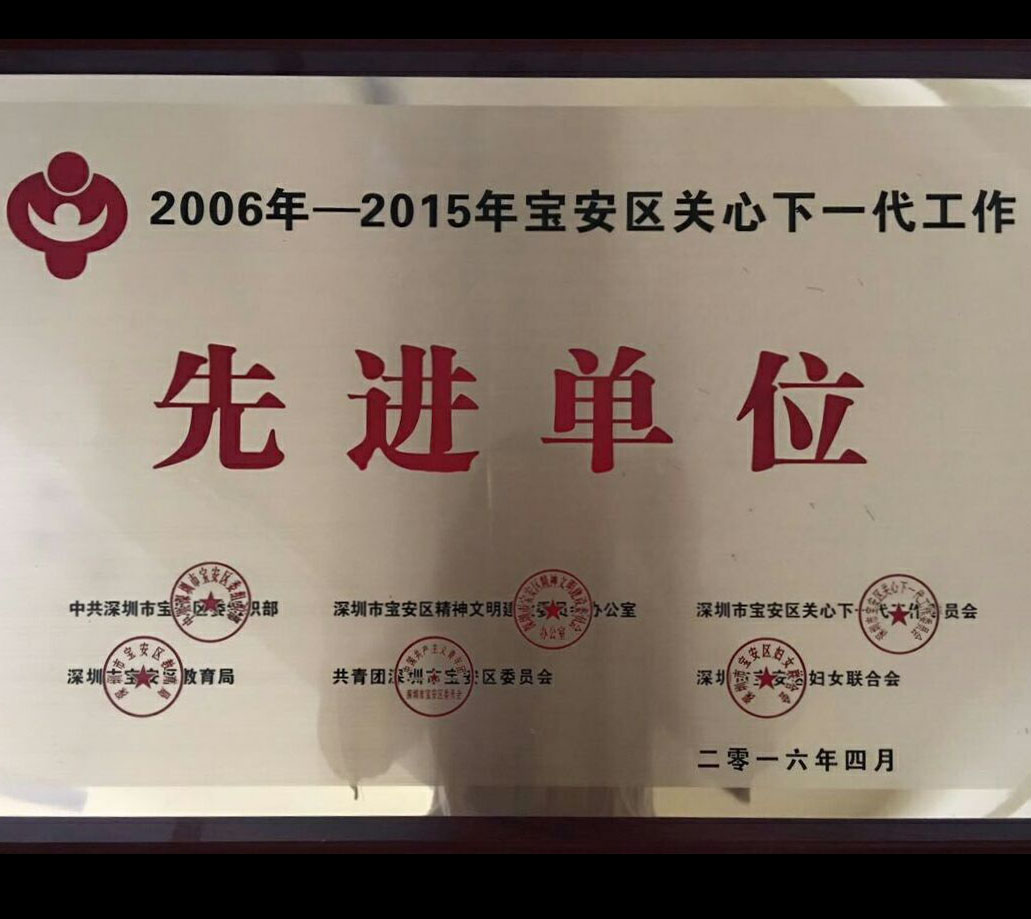 2006年—2015年宝安区关心下一代工作
先进单位
中共深圳市宝安区委组织部 深圳市宝安区精神文明建设委员会办公室 深圳市宝安区关心下一代工作委员会
深圳市宝安区教育局 共青团深圳市宝安区委员会 深圳市宝安区妇女联合会
二零一六年四月